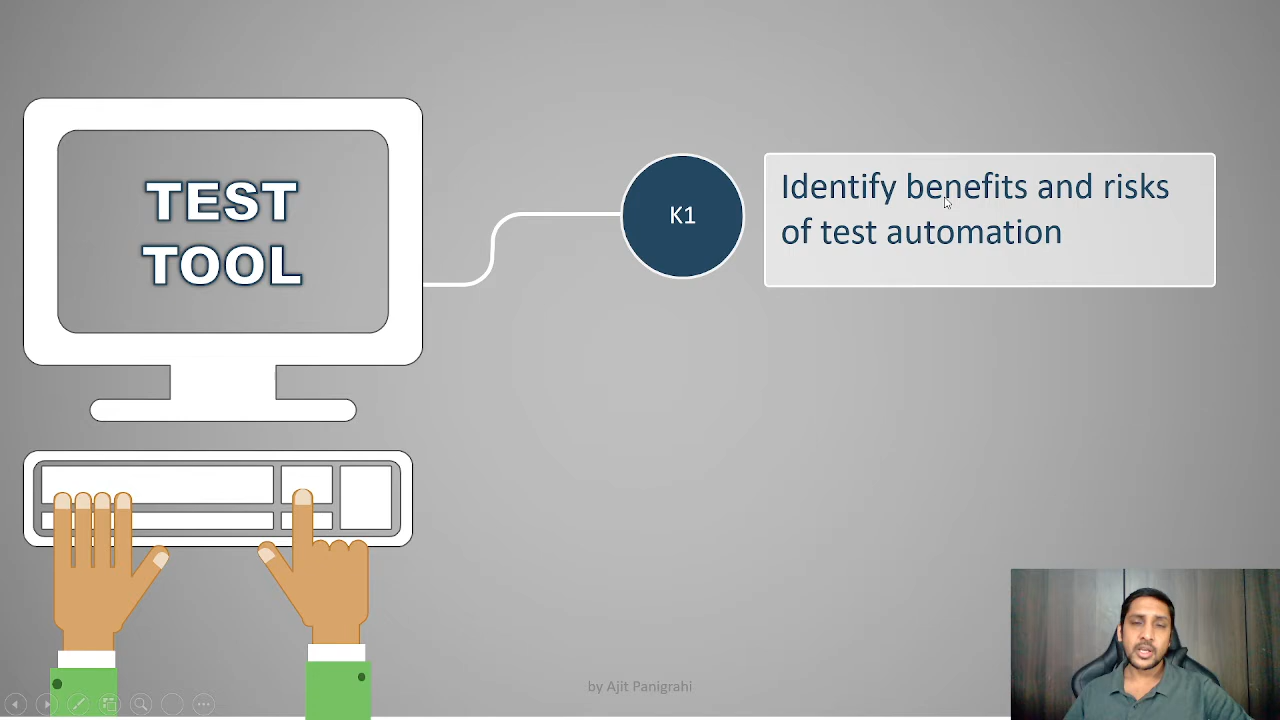 TEST
TOOL
K1
Identify benefits and risks
of test automation
by Ajit Panigrahi